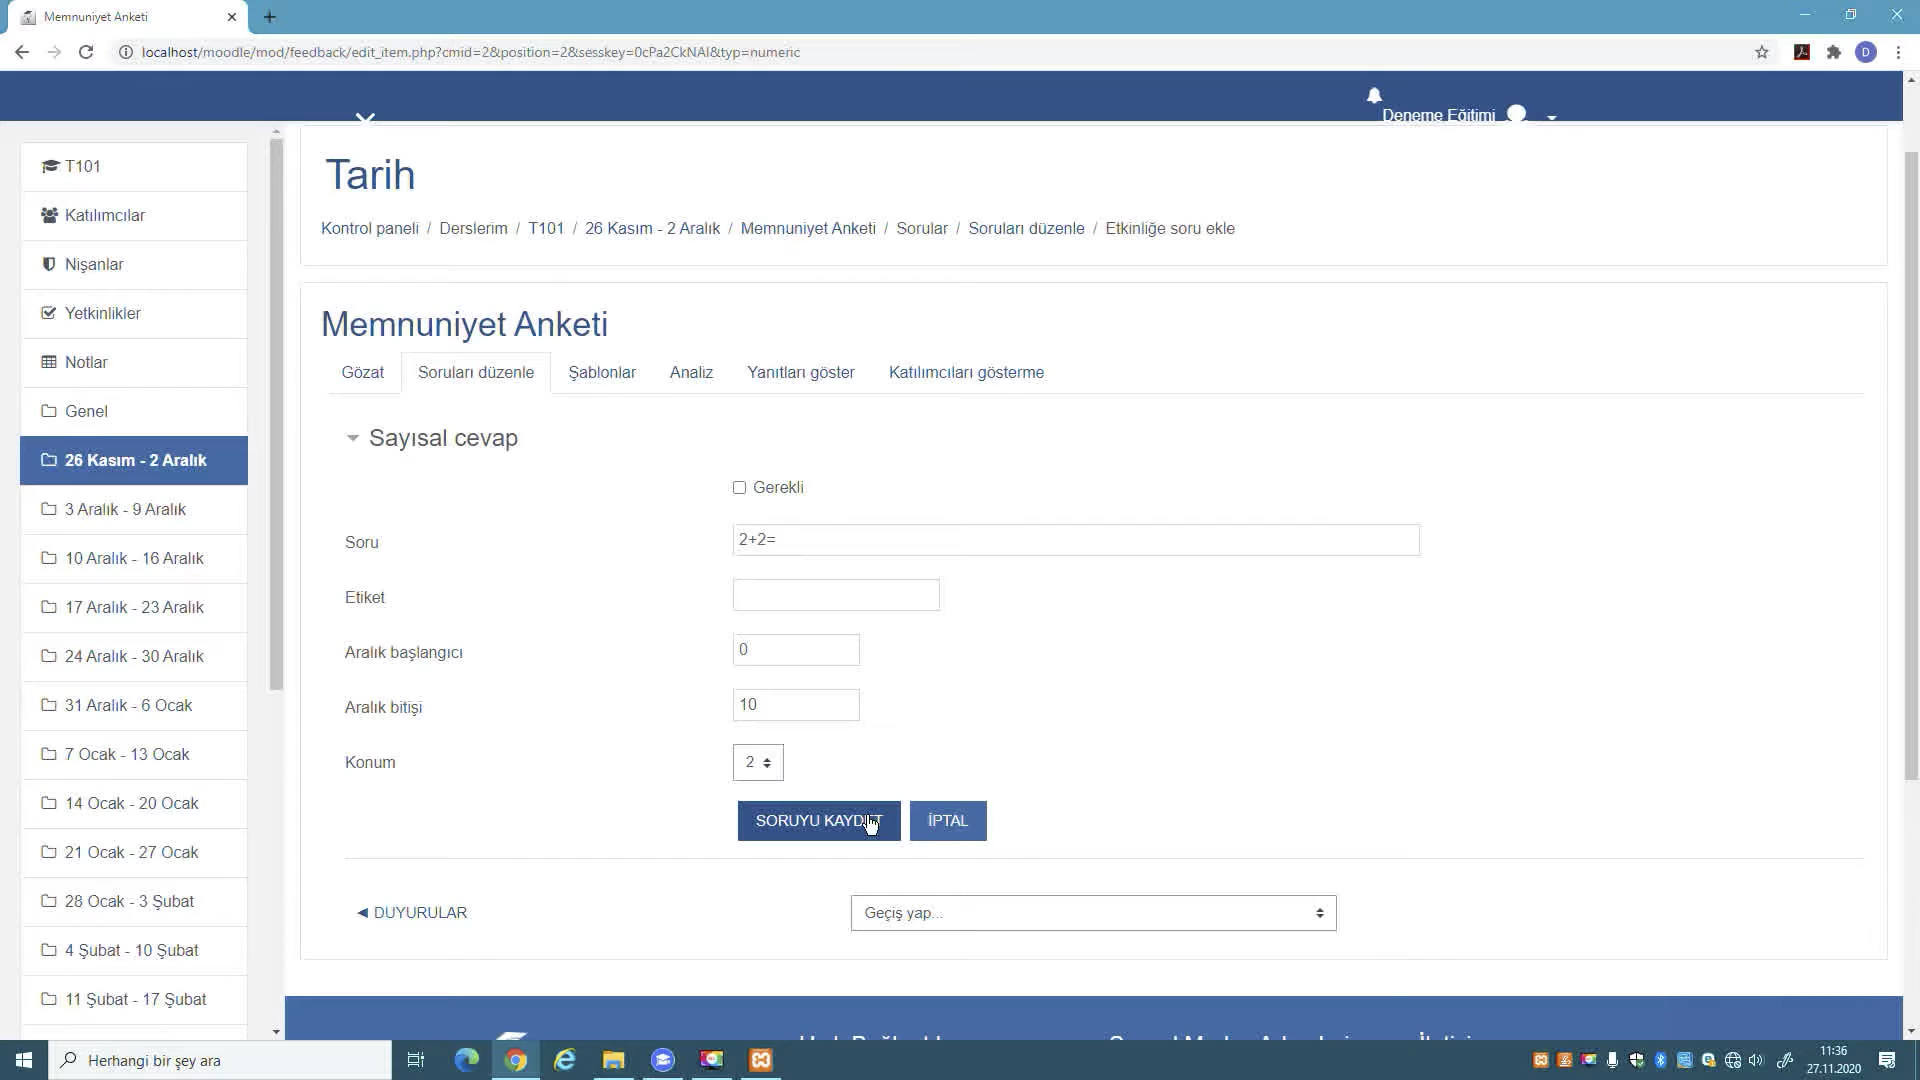 Memnuniyet Anketi
localhost/moodle/mod/feedback/edit_item.php?cmid=2&position=2&sesskey=0cPa2CkNAI&typ=numeric
D
Deneme Eğitimi
T101
Katılımcılar
Nişanlar
Yetkinlikler
Notlar
Genel
26 Kasım - 2 Aralık
3 Aralık - 9 Aralık
10 Aralık - 16 Aralık
17 Aralık - 23 Aralık
24 Aralık - 30 Aralık
31 Aralık - 6 Ocak
7 Ocak - 13 Ocak
14 Ocak - 20 Ocak
21 Ocak - 27 Ocak
28 Ocak - 3 Şubat
4 Şubat - 10 Şubat
11 Şubat - 17 Şubat
Tarih
Kontrol paneli / Derslerim / T101 / 26 Kasım - 2 Aralık / Memnuniyet Anketi / Sorular / Soruları düzenle / Etkinliğe soru ekle
Memnuniyet Anketi
Gözat Soruları düzenle Şablonlar Analiz Yanıtları göster Katılımcıları gösterme
Sayısal cevap
Gerekli
Soru 2+2=
Etiket
Aralık başlangıcı 0
Aralık bitişi 10
Konum 2
SORUYU KAYDET İPTAL
◄ DUYURULAR Geçiş yap...
Herhangi bir şey ara
11:36
27.11.2020